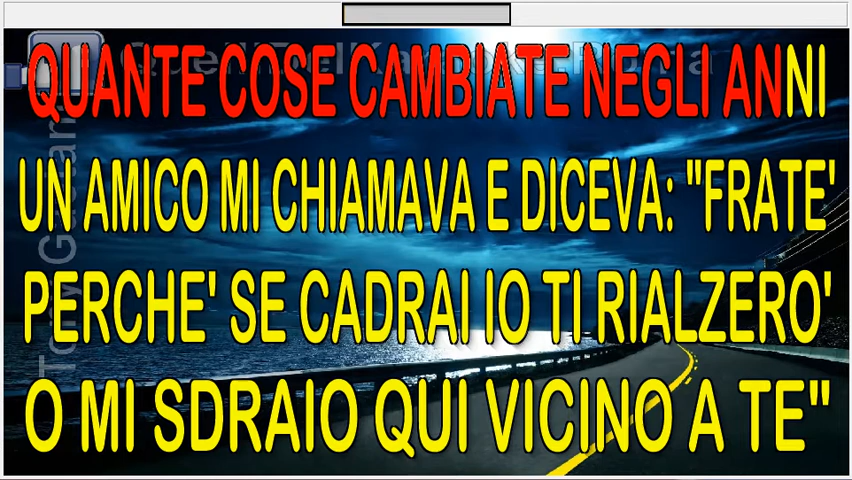 QUANTE COSE CAMBIATE NEGLI ANNI
UN AMICO MI CHIAMAVA E DICEVA: "FRATE'
PERCHE' SE CADRAI IO TI RIALZERO'
O MI SDRAIO QUI VICINO A TE"